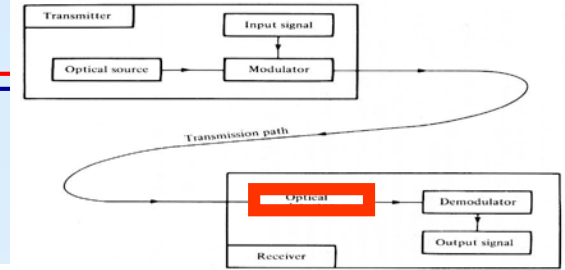 Transmitter
Input signal
Optical source
Modulator
Transmission path
Optical
Demodulator
Output signal
Receiver